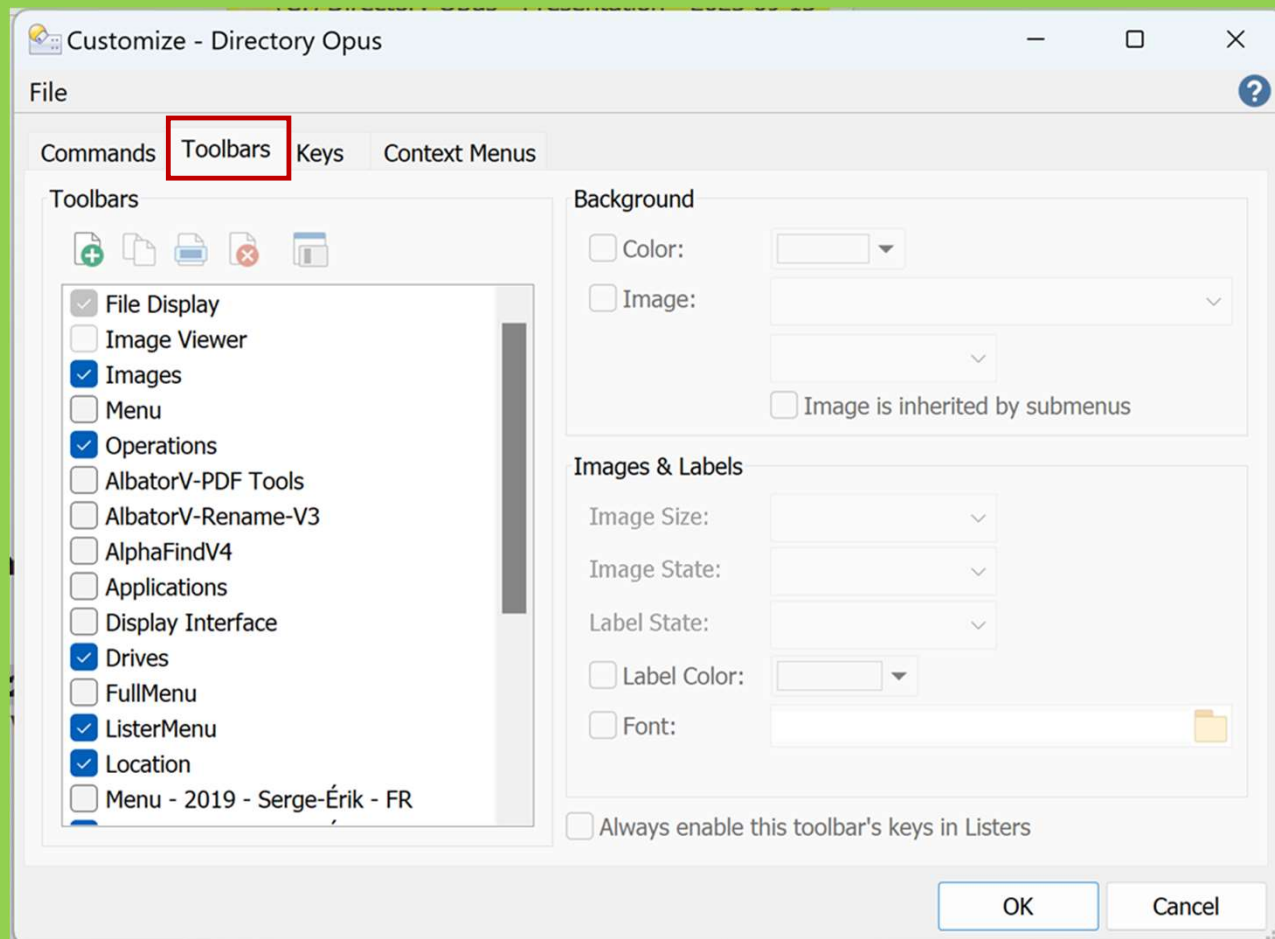 Customize - Directory Opus
File
Commands Toolbars Keys Context Menus
Toolbars
File Display
Image Viewer
Images
Menu
Operations
AlbatorV-PDF Tools
AlbatorV-Rename-V3
AlphaFindV4
Applications
Display Interface
Drives
FullMenu
ListerMenu
Location
Menu - 2019 - Serge-Érik - FR
Background
Color:
Image:
Image is inherited by submenus
Images & Labels
Image Size:
Image State:
Label State:
Label Color:
Font:
Always enable this toolbar's keys in Listers
OK Cancel